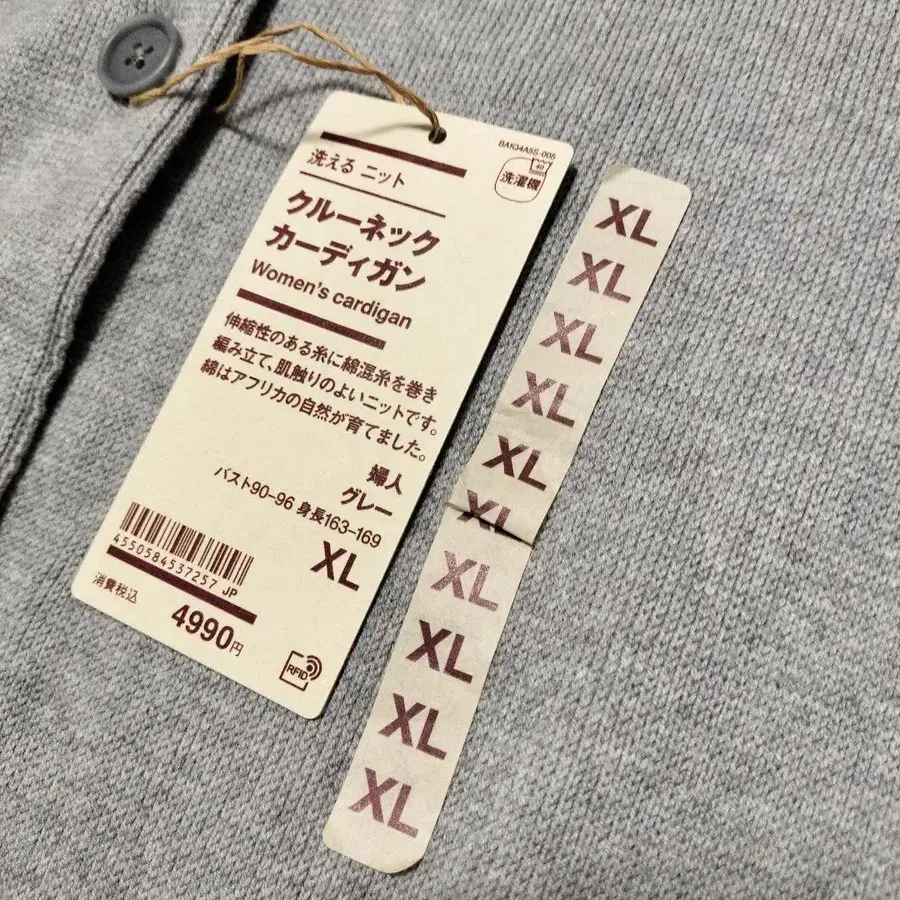 BA1Q4A5S-005
40
洗濯機
洗える ニット
クルーネック
カーディガン
Women's cardigan
伸縮性のある糸に綿混糸を巻き
編み立て、肌触りのよいニットです。
綿はアフリカの自然が育てました。
婦人
グレー
バスト90-96 身長163-169
XL
4550584537257 JP
消費税込
4990円
RFID
XL
XL
XL
XL
XL
XL
XL
XL
XL
XL